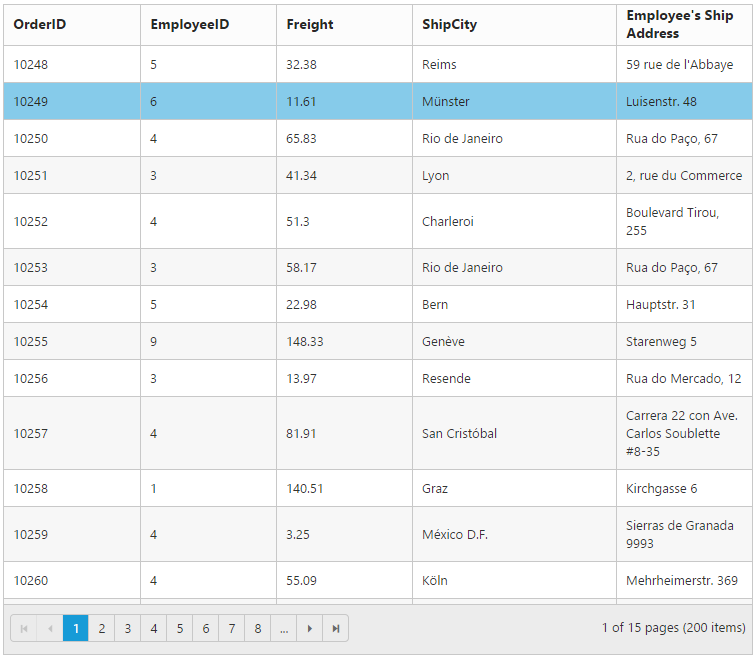 OrderID EmployeeID Freight ShipCity Employee's Ship
Address
10248 5 32.38 Reims 59 rue de l'Abbaye
10249 6 11.61 Münster Luisenstr. 48
10250 4 65.83 Rio de Janeiro Rua do Paço, 67
10251 3 41.34 Lyon 2, rue du Commerce
10252 4 51.3 Charleroi Boulevard Tirou,
255
10253 3 58.17 Rio de Janeiro Rua do Paço, 67
10254 5 22.98 Bern Hauptstr. 31
10255 9 148.33 Genève Starenweg 5
10256 3 13.97 Resende Rua do Mercado, 12
10257 4 81.91 San Cristóbal Carrera 22 con Ave.
Carlos Soublette
#8-35
10258 1 140.51 Graz Kirchgasse 6
10259 4 3.25 México D.F. Sierras de Granada
9993
10260 4 55.09 Köln Mehrheimerstr. 369
1 2 3 4 5 6 7 8 ... 1 of 15 pages (200 items)